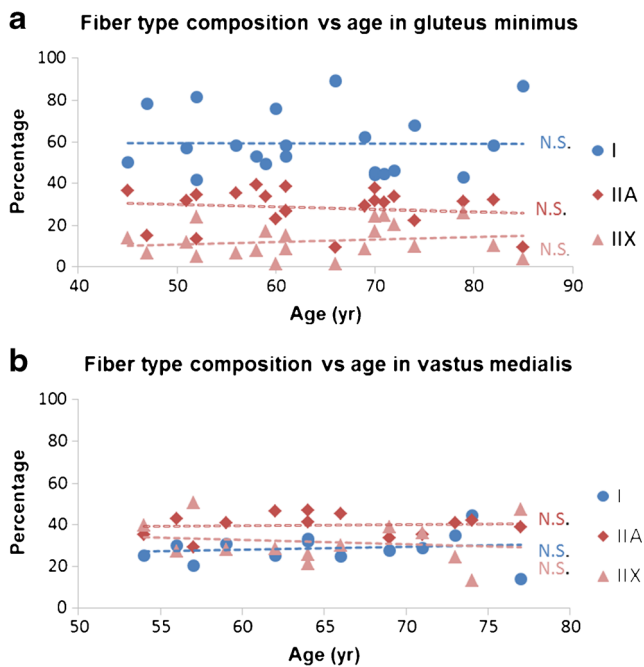 a
Fiber type composition vs age in gluteus minimus
100
80
60
40
20
0
Percentage
N.S.
N.S.
N.S.
I
IIA
IIX
40 50 60 70 80 90
Age (yr)
b
Fiber type composition vs age in vastus medialis
100
80
60
40
20
0
Percentage
N.S.
N.S.
N.S.
I
IIA
IIX
50 55 60 65 70 75 80
Age (yr)